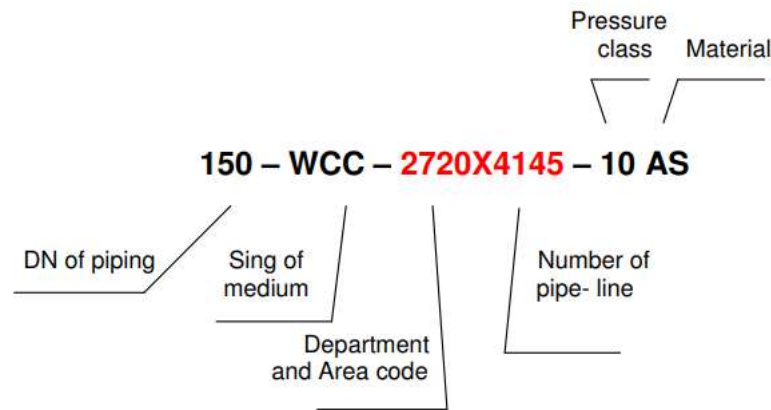 Pressure
class
Material
150 – WCC – 2720X4145 – 10 AS
DN of piping
Sing of
medium
Number of
pipe- line
Department
and Area code